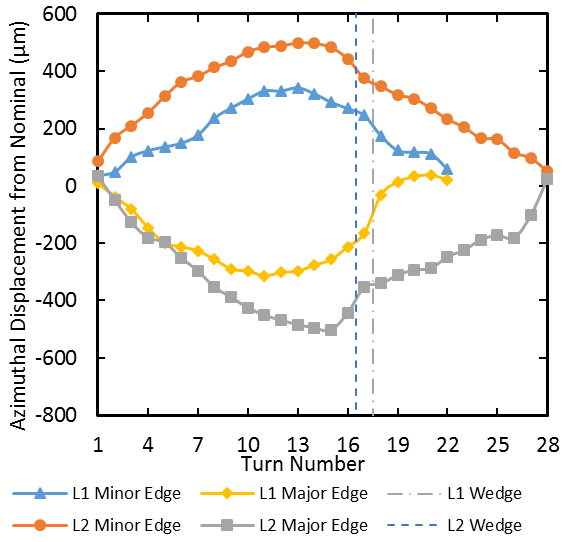 600
400
200
0
-200
-400
-600
-800
Azimuthal Displacement from Nominal (µm)
1 4 7 10 13 16 19 22 25 28
Turn Number
L1 Minor Edge L1 Major Edge L1 Wedge
L2 Minor Edge L2 Major Edge L2 Wedge